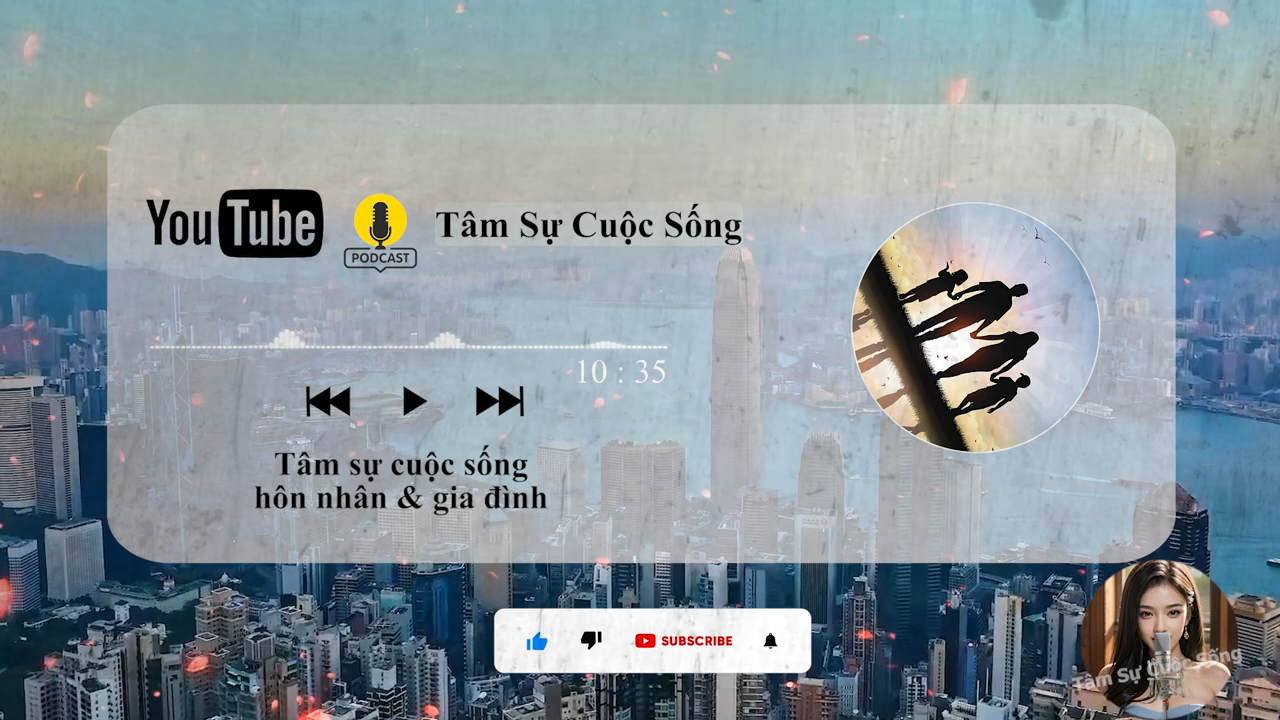 YouTube
PODCAST
Tâm Sự Cuộc Sống
10 : 35
Tâm sự cuộc sống
hôn nhân & gia đình
SUBSCRIBE
Tâm Sự Cuộc Sống